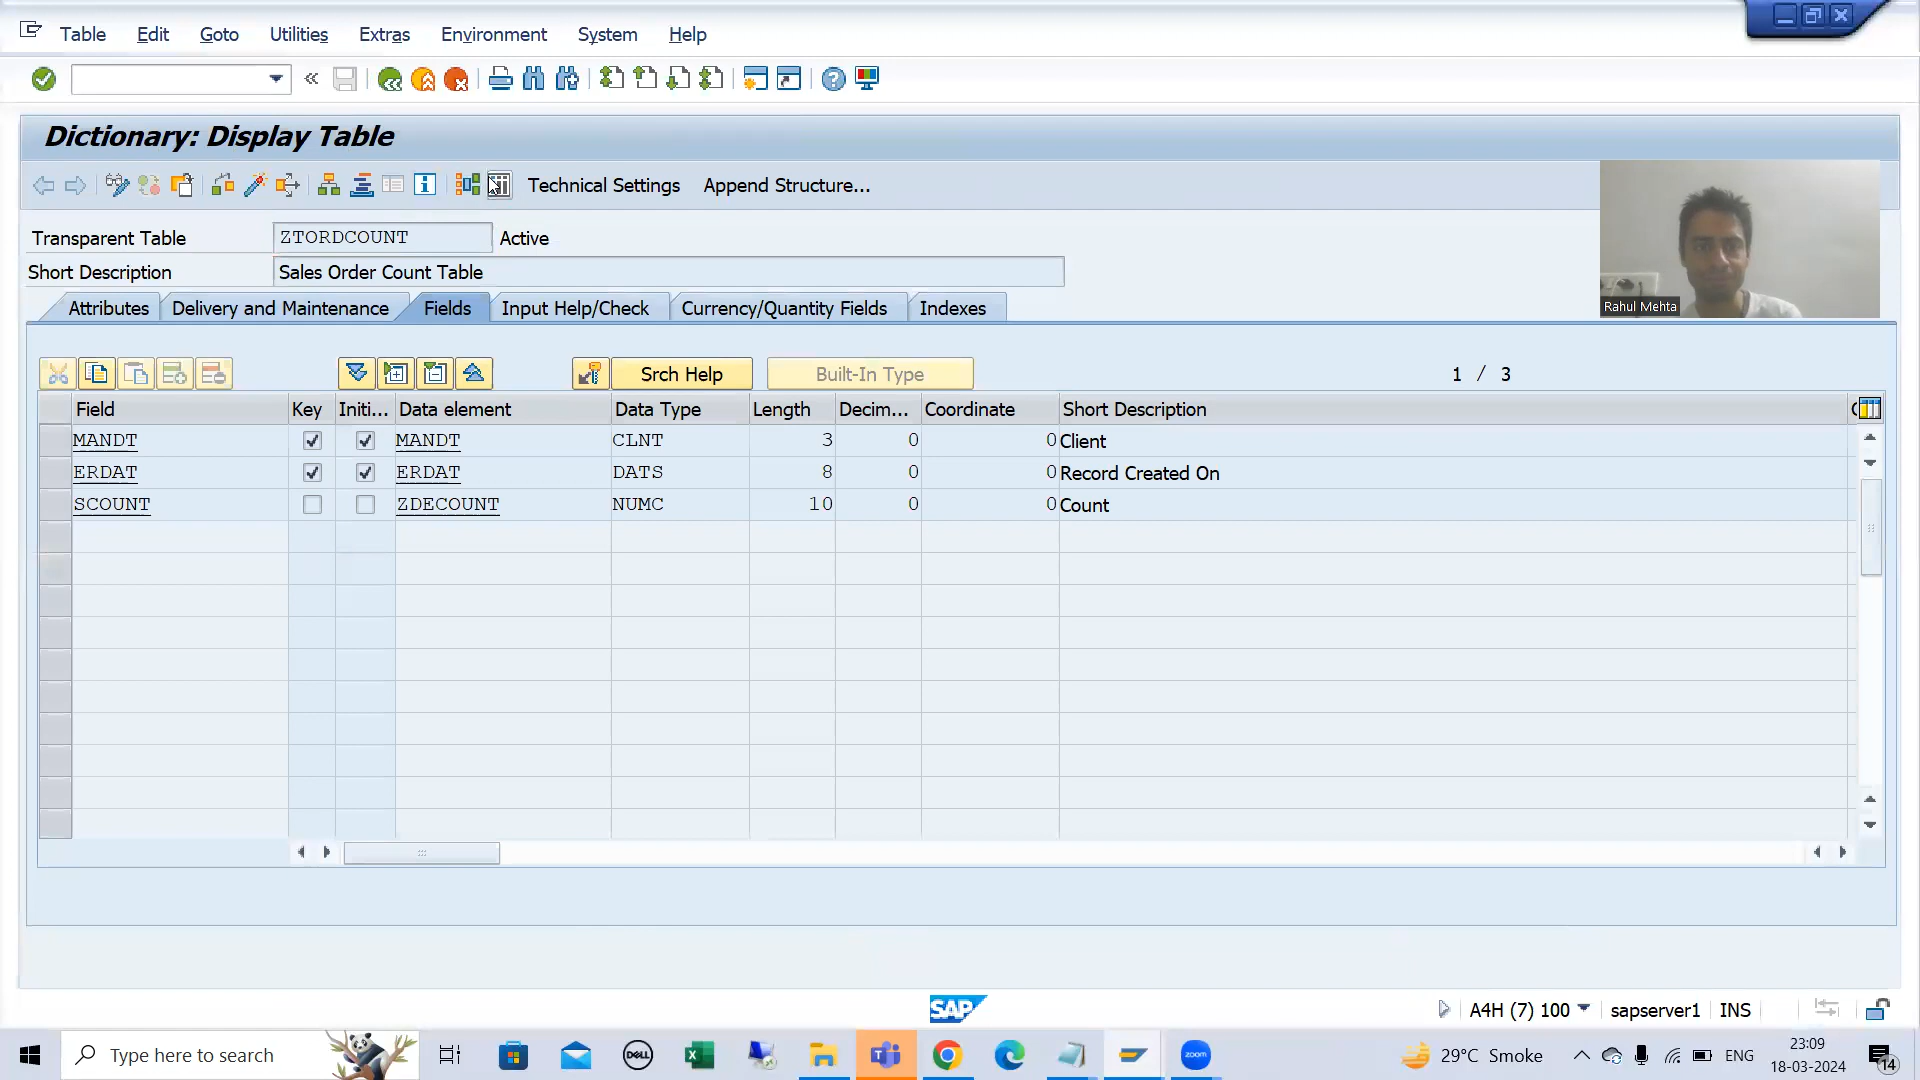 Table Edit Goto Utilities Extras Environment System Help
Dictionary: Display Table
Technical Settings Append Structure...
Transparent Table ZTORDCOUNT Active
Short Description Sales Order Count Table
Rahul Mehta
Attributes Delivery and Maintenance Fields Input Help/Check Currency/Quantity Fields Indexes
Srch Help Built-In Type 1 / 3
Field Key Initi... Data element Data Type Length Decim... Coordinate Short Description
MANDT MANDT CLNT 3 0 0 Client
ERDAT ERDAT DATS 8 0 0 Record Created On
SCOUNT ZDECOUNT NUMC 10 0 0 Count
SAP A4H (7) 100 sapserver1 INS
Type here to search DELL zoom 29°C Smoke ENG 23:09
18-03-2024 14